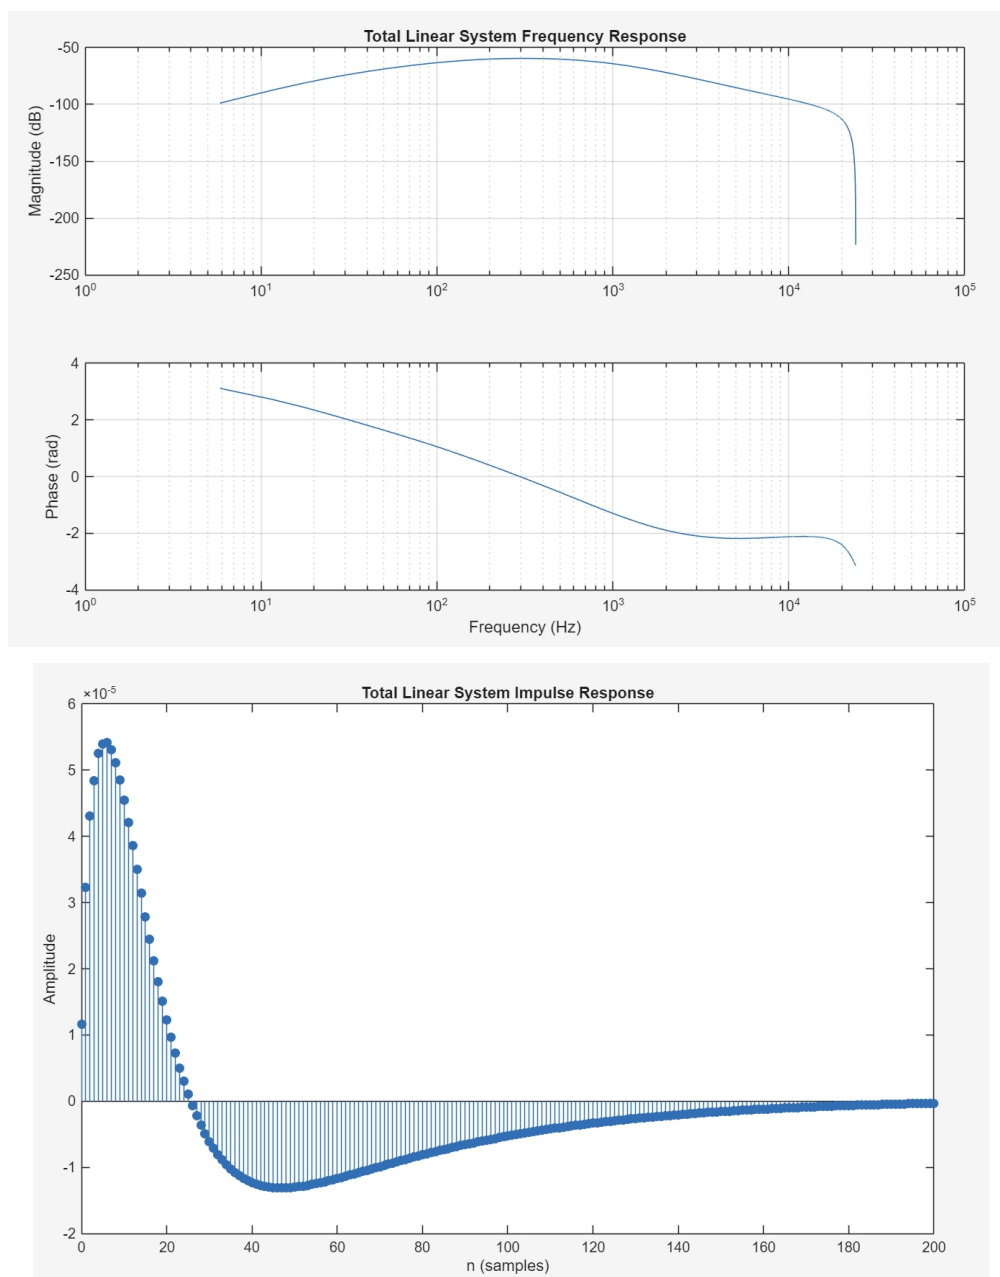 Total Linear System Frequency Response
Magnitude (dB)
-50
-100
-150
-200
-250
10⁰ 10¹ 10² 10³ 10⁴ 10⁵
Phase (rad)
4
2
0
-2
-4
10⁰ 10¹ 10² 10³ 10⁴ 10⁵
Frequency (Hz)
Total Linear System Impulse Response
×10⁻⁵
Amplitude
6
5
4
3
2
1
0
-1
-2
0 20 40 60 80 100 120 140 160 180 200
n (samples)